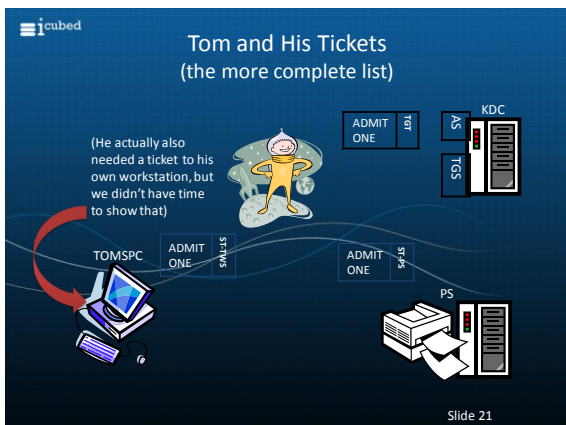 icubed
Tom and His Tickets
(the more complete list)
KDC
ADMIT
ONE
TGT
AS
TGS
(He actually also
needed a ticket to his
own workstation, but
we didn't have time
to show that)
TOMSPC
ADMIT
ONE
ST-TWS
ADMIT
ONE
ST-PS
PS
Slide 21